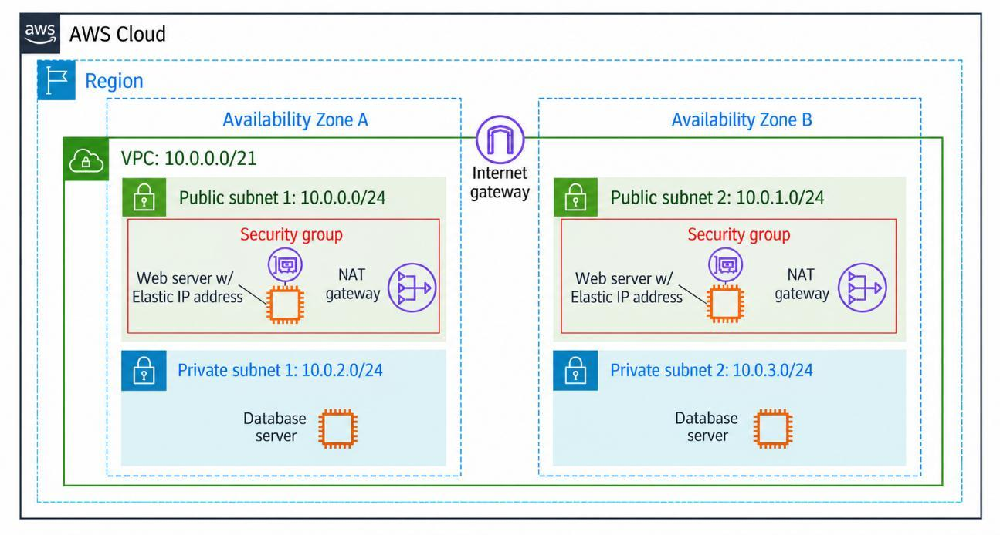 aws
AWS Cloud
Region
Availability Zone A
Availability Zone B
Internet
gateway
VPC: 10.0.0.0/21
Public subnet 1: 10.0.0.0/24
Security group
Web server w/
Elastic IP address
NAT
gateway
Public subnet 2: 10.0.1.0/24
Security group
Web server w/
Elastic IP address
NAT
gateway
Private subnet 1: 10.0.2.0/24
Database
server
Private subnet 2: 10.0.3.0/24
Database
server